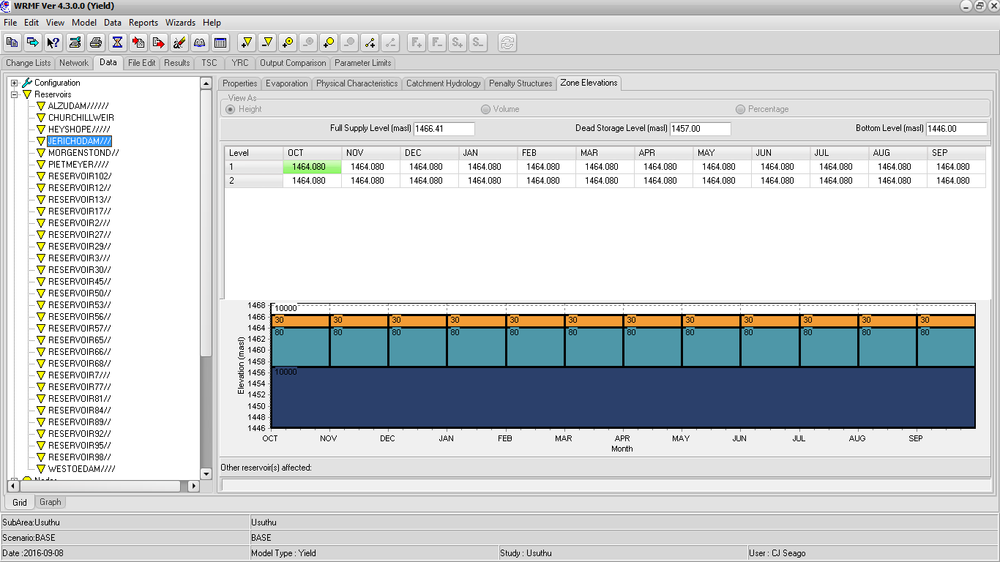 WRMF Ver 4.3.0.0 (Yield)
File Edit View Model Data Reports Wizards Help
F+ F- S+ S-
Change Lists Network Data File Edit Results TSC YRC Output Comparison Parameter Limits
Configuration
Reservoirs
ALZUDAM//////
CHURCHILLWEIR
HEYSHOPE/////
JERICHODAM///
MORGENSTOND//
PIETMEYER////
RESERVOIR102/
RESERVOIR12//
RESERVOIR13//
RESERVOIR17//
RESERVOIR2///
RESERVOIR27//
RESERVOIR29//
RESERVOIR3///
RESERVOIR30//
RESERVOIR45//
RESERVOIR50//
RESERVOIR53//
RESERVOIR56//
RESERVOIR57//
RESERVOIR65//
RESERVOIR66//
RESERVOIR68//
RESERVOIR7///
RESERVOIR77//
RESERVOIR81//
RESERVOIR84//
RESERVOIR89//
RESERVOIR92//
RESERVOIR95//
RESERVOIR98//
WESTOEDAM////
Grid Graph
Properties Evaporation Physical Characteristics Catchment Hydrology Penalty Structures Zone Elevations
View As
Height Volume Percentage
Full Supply Level (masl) 1466.41 Dead Storage Level (masl) 1457.00 Bottom Level (masl) 1446.00
Level OCT NOV DEC JAN FEB MAR APR MAY JUN JUL AUG SEP
1 1464.080 1464.080 1464.080 1464.080 1464.080 1464.080 1464.080 1464.080 1464.080 1464.080 1464.080 1464.080
2 1464.080 1464.080 1464.080 1464.080 1464.080 1464.080 1464.080 1464.080 1464.080 1464.080 1464.080 1464.080
Elevation (masl)
1468
1466
1464
1462
1460
1458
1456
1454
1452
1450
1448
1446
10000
30 30 30 30 30 30 30 30 30 30 30 30
80 80 80 80 80 80 80 80 80 80 80 80
10000
OCT NOV DEC JAN FEB MAR APR MAY JUN JUL AUG SEP
Month
Other reservoir(s) affected:
SubArea:Usuthu Usuthu
Scenario:BASE BASE
Date :2016-09-08 Model Type : Yield Study : Usuthu User : CJ Seago